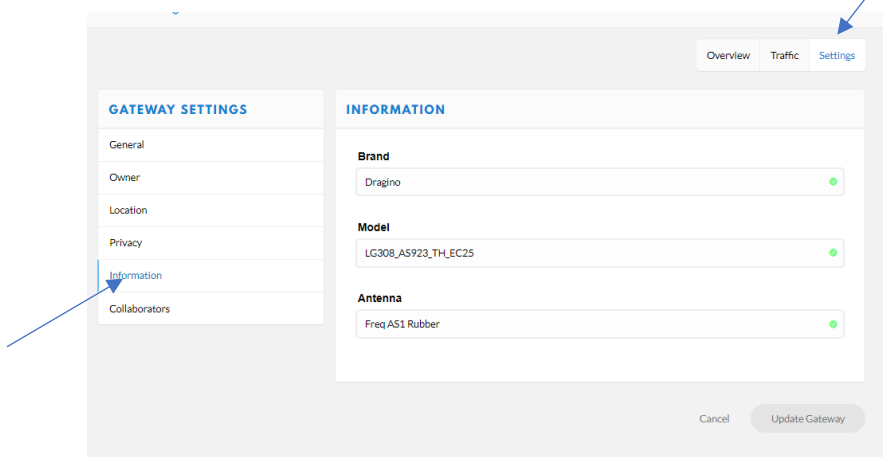 Overview Traffic Settings
GATEWAY SETTINGS
General
Owner
Location
Privacy
Information
Collaborators
INFORMATION
Brand
Dragino
Model
LG308_AS923_TH_EC25
Antenna
Freq AS1 Rubber
Cancel Update Gateway